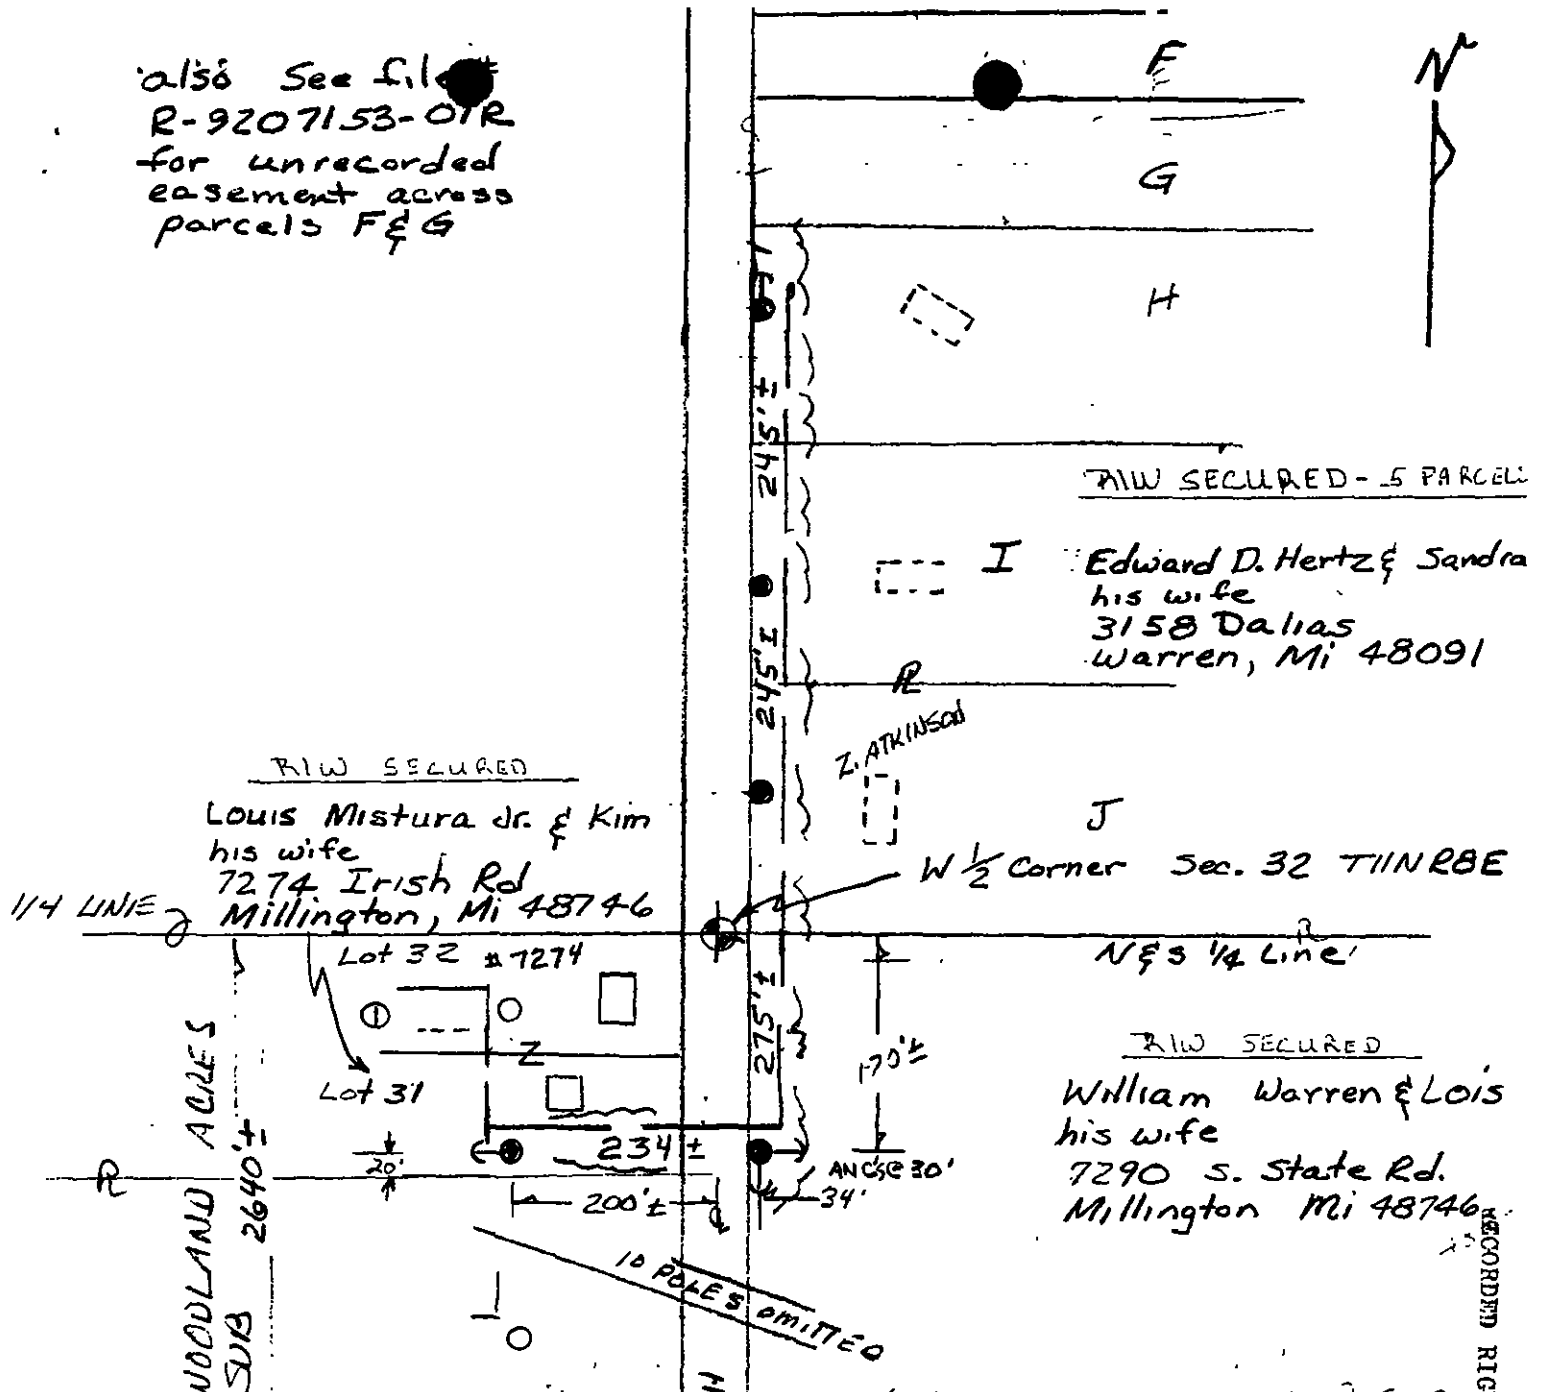 also See file #
R-9207153-01R
for unrecorded
easement across
parcels F & G
N
F
G
H
245'±
R/W SECURED - 5 PARCELS
I
Edward D. Hertz & Sandra
his wife
3158 Dallas
Warren, Mi 48091
245'±
PL
Z. ATKINSON
J
R/W SECURED
Louis Mistura Jr. & Kim
his wife
7274 Irish Rd
Millington, Mi 48746
W ½ Corner Sec. 32 T11N R8E
1/4 LINE
N & S 1/4 Line
Lot 32 #7274
Z
Lot 31
275'±
170'±
R/W SECURED
William Warren & Lois
his wife
7290 S. State Rd.
Millington Mi 48746
20'
234'±
ANCS@30'
34'
PL
200'±
10 POLES OMITTED
WOODLAND ACRES
SUB 2640'±
RECORDED RIG
H